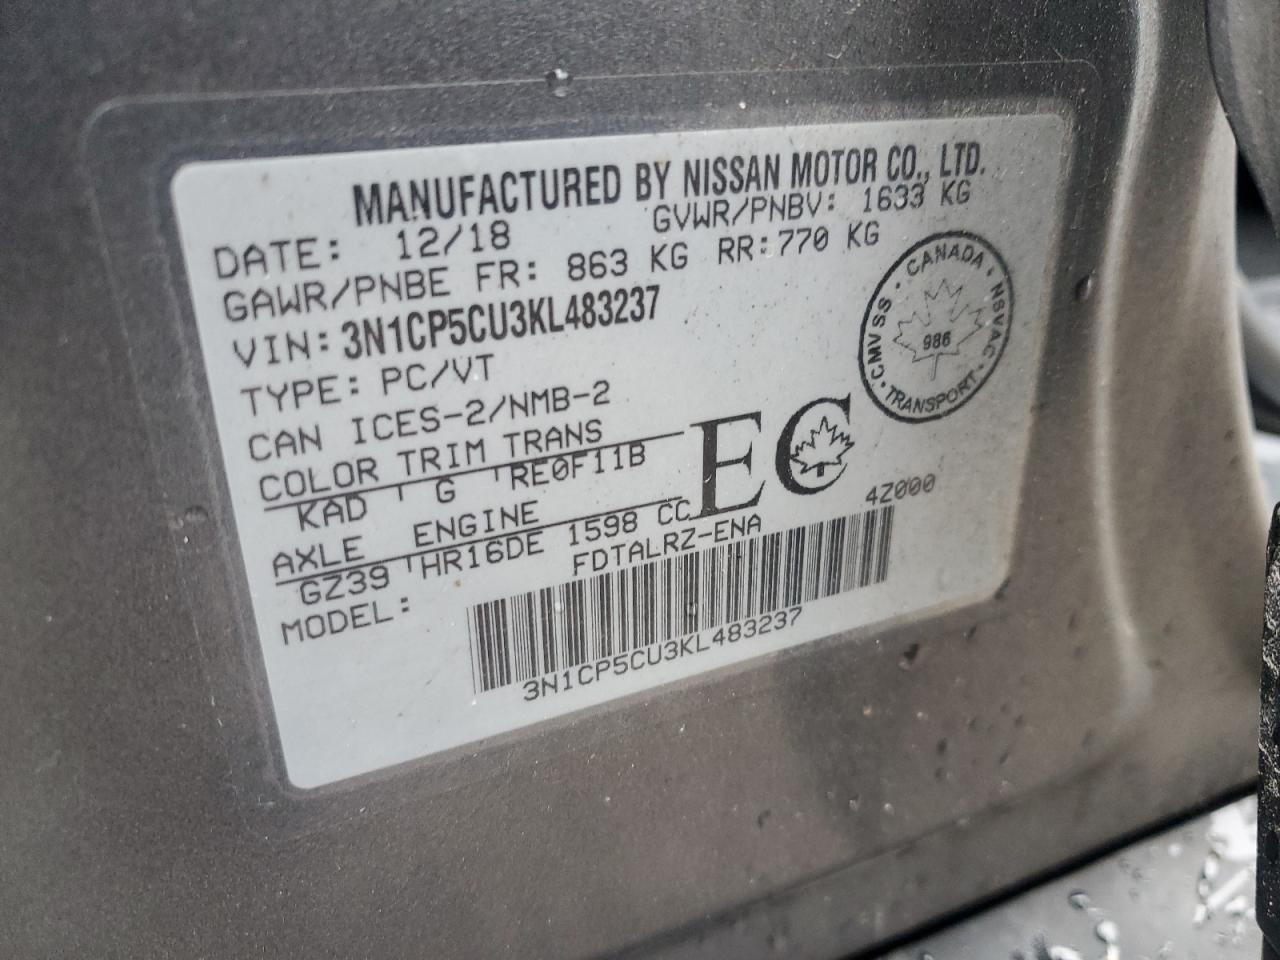 MANUFACTURED BY NISSAN MOTOR CO., LTD.
DATE: 12/18 GVWR/PNBV: 1633 KG
GAWR/PNBE FR: 863 KG RR:770 KG
VIN: 3N1CP5CU3KL483237
TYPE: PC/VT
CAN ICES-2/NMB-2
COLOR TRIM TRANS
KAD G RE0F11B
AXLE ENGINE
GZ39 HR16DE 1598 CC
MODEL: FDTALRZ-ENA 4Z000
3N1CP5CU3KL483237
EC
CMVSS · CANADA · NSVAC · TRANSPORT ·
986